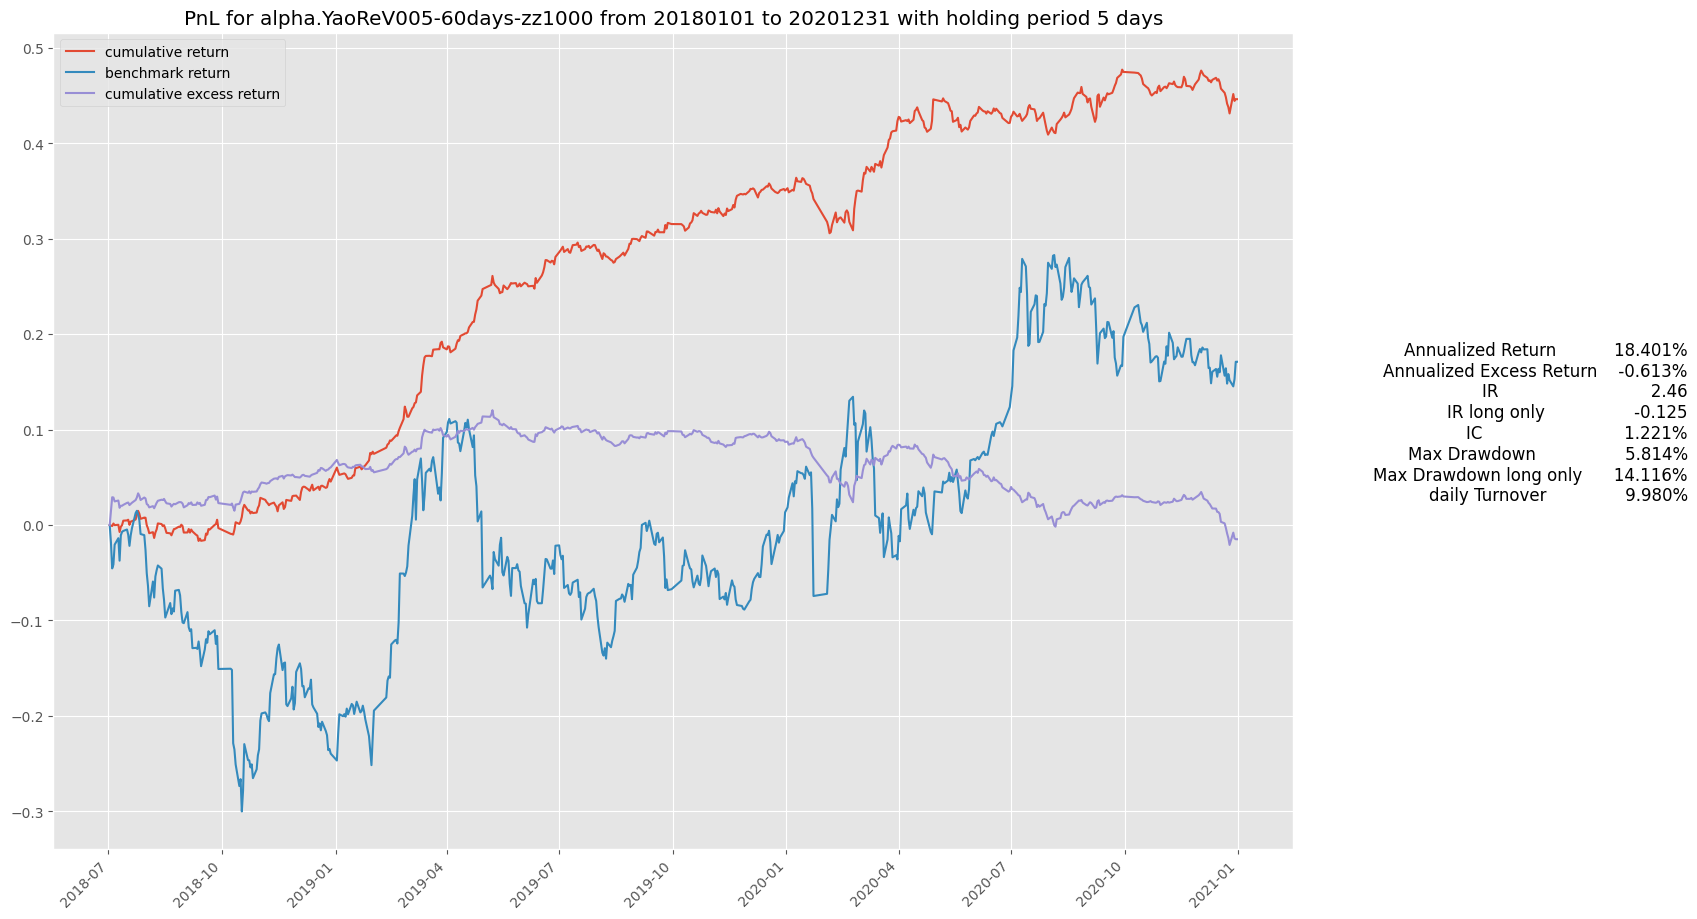 PnL for alpha.YaoReV005-60days-zz1000 from 20180101 to 20201231 with holding period 5 days
cumulative return
benchmark return
cumulative excess return
0.5
0.4
0.3
0.2
0.1
0.0
−0.1
−0.2
−0.3
2018-07
2018-10
2019-01
2019-04
2019-07
2019-10
2020-01
2020-04
2020-07
2020-10
2021-01
Annualized Return 18.401%
Annualized Excess Return -0.613%
IR 2.46
IR long only -0.125
IC 1.221%
Max Drawdown 5.814%
Max Drawdown long only 14.116%
daily Turnover 9.980%